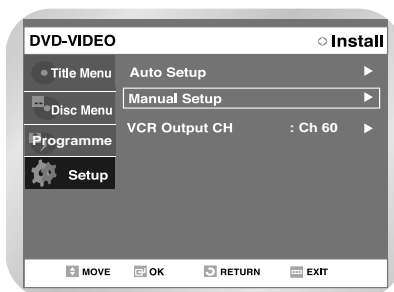 DVD-VIDEO Install
Title Menu
Disc Menu
Programme
Setup
Auto Setup
Manual Setup
VCR Output CH : Ch 60
MOVE OK RETURN EXIT